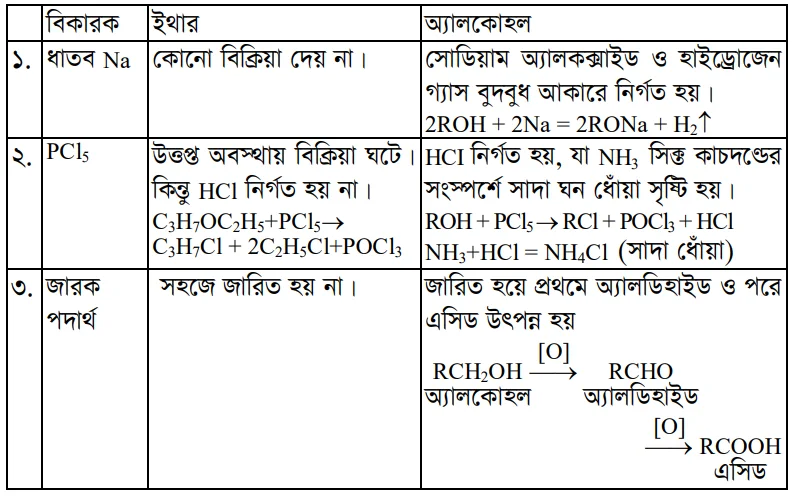 বিকারক ইথার অ্যালকোহল
১. ধাতব Na কোনো বিক্রিয়া দেয় না। সোডিয়াম অ্যালকক্সাইড ও হাইড্রোজেন
গ্যাস বুদবুধ আকারে নির্গত হয়।
2ROH + 2Na = 2RONa + H₂↑
২. PCl₅ উত্তপ্ত অবস্থায় বিক্রিয়া ঘটে। HCI নির্গত হয়, যা NH₃ সিক্ত কাচদণ্ডের
কিন্তু HCl নির্গত হয় না। সংস্পর্শে সাদা ঘন ধোঁয়া সৃষ্টি হয়।
C₃H₇OC₂H₅+PCl₅→ ROH + PCl₅→ RCl + POCl₃ + HCl
C₃H₇Cl + 2C₂H₅Cl+POCl₃ NH₃+HCl = NH₄Cl (সাদা ধোঁয়া)
৩. জারক সহজে জারিত হয় না। জারিত হয়ে প্রথমে অ্যালডিহাইড ও পরে
পদার্থ এসিড উৎপন্ন হয়
[O]
RCH₂OH ⟶ RCHO
অ্যালকোহল অ্যালডিহাইড
[O]
⟶ RCOOH
এসিড